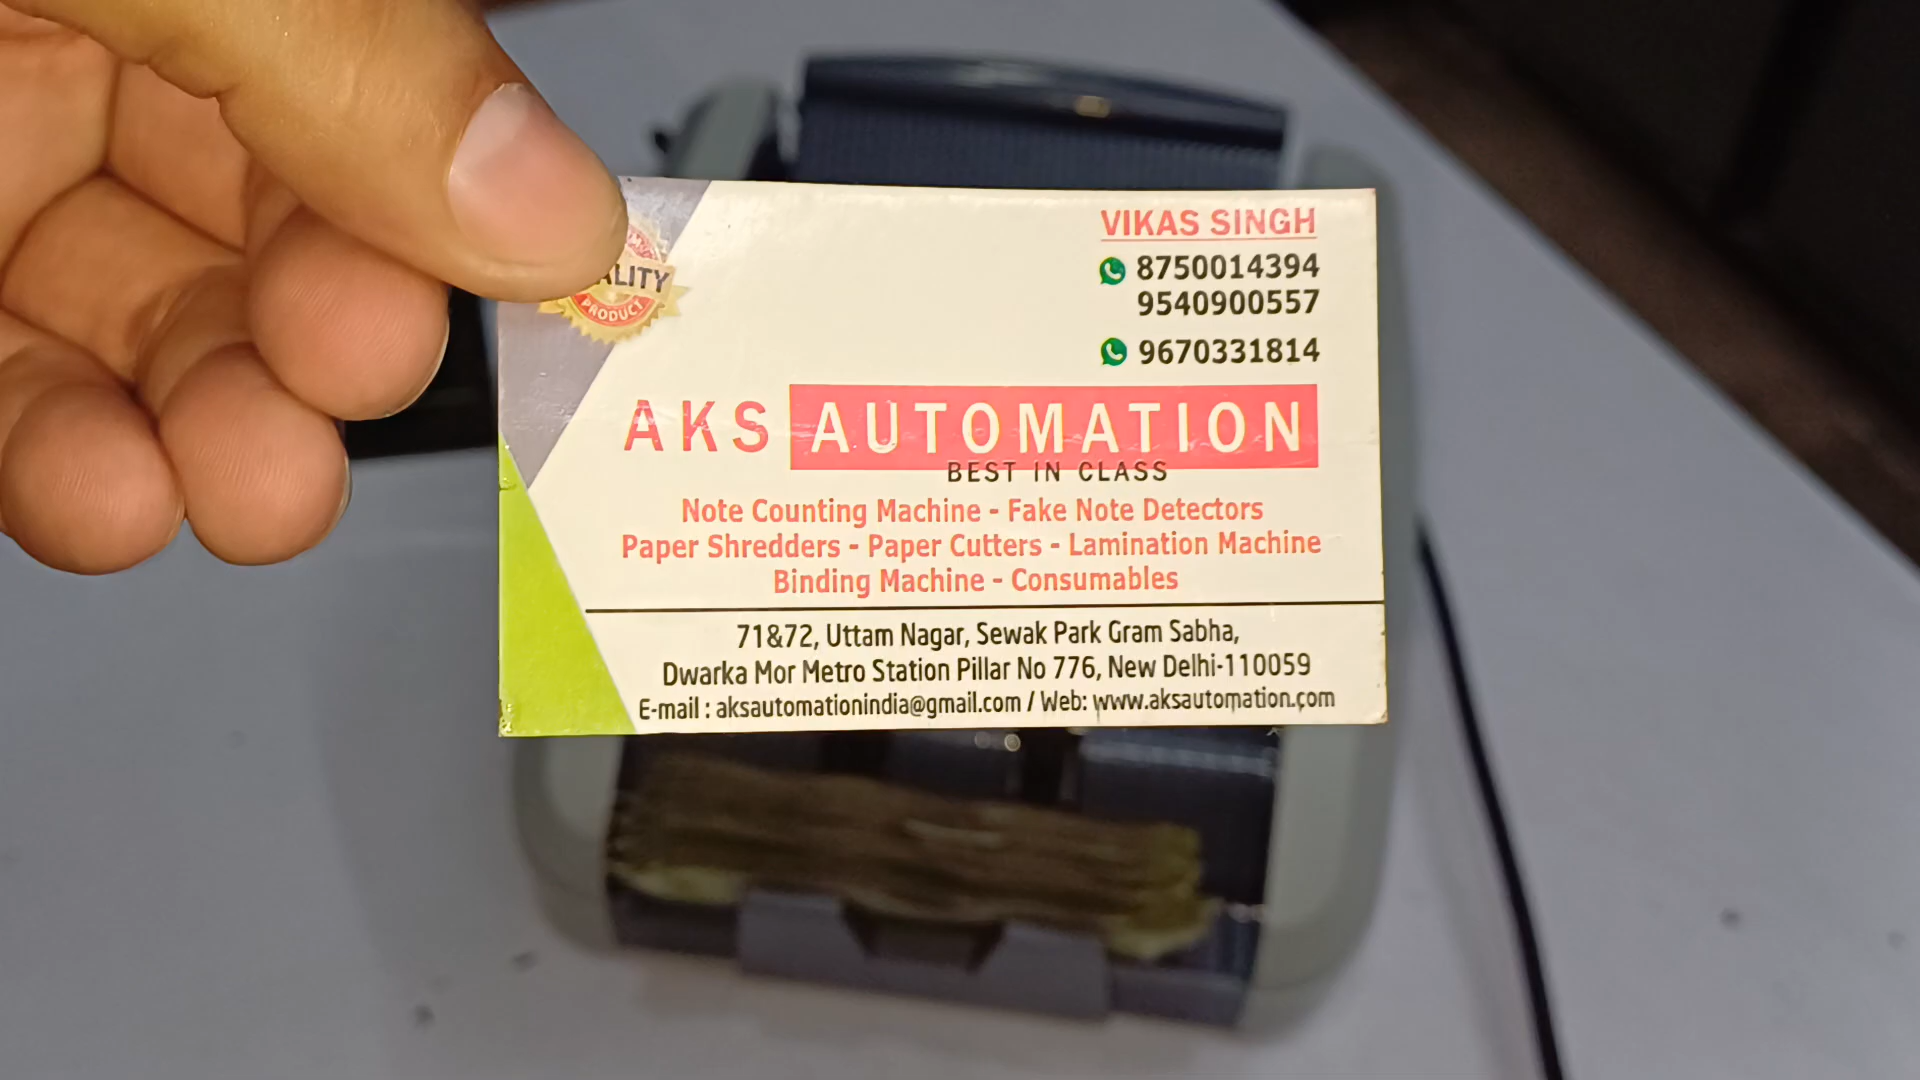 VIKAS SINGH
8750014394
9540900557
9670331814
PRODUCT
AKS AUTOMATION
BEST IN CLASS
Note Counting Machine - Fake Note Detectors
Paper Shredders - Paper Cutters - Lamination Machine
Binding Machine - Consumables
71&72, Uttam Nagar, Sewak Park Gram Sabha,
Dwarka Mor Metro Station Pillar No 776, New Delhi-110059
E-mail : aksautomationindia@gmail.com / Web: www.aksautomation.com